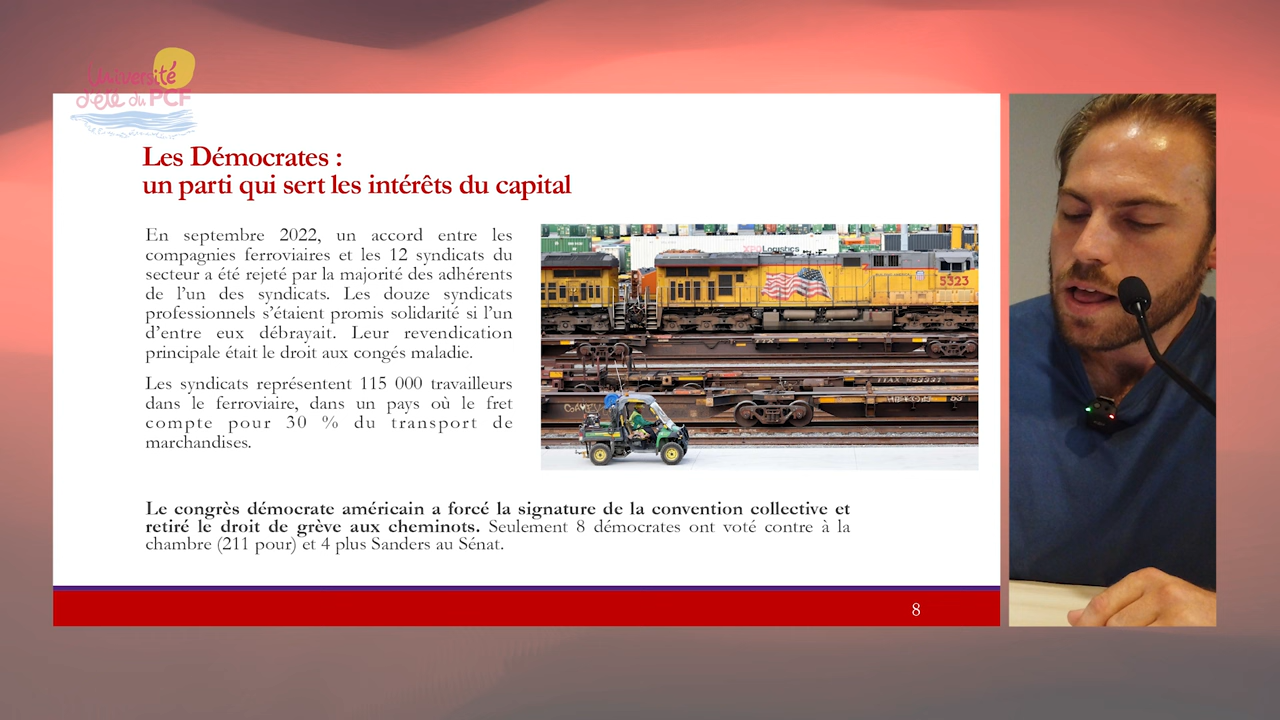 Université
d'été du PCF
Les Démocrates :
un parti qui sert les intérêts du capital
En septembre 2022, un accord entre les
compagnies ferroviaires et les 12 syndicats du
secteur a été rejeté par la majorité des adhérents
de l’un des syndicats. Les douze syndicats
professionnels s’étaient promis solidarité si l’un
d’entre eux débrayait. Leur revendication
principale était le droit aux congés maladie.
Les syndicats représentent 115 000 travailleurs
dans le ferroviaire, dans un pays où le fret
compte pour 30 % du transport de
marchandises.
XPOLogistics
5323
Le congrès démocrate américain a forcé la signature de la convention collective et
retiré le droit de grève aux cheminots. Seulement 8 démocrates ont voté contre à la
chambre (211 pour) et 4 plus Sanders au Sénat.
8